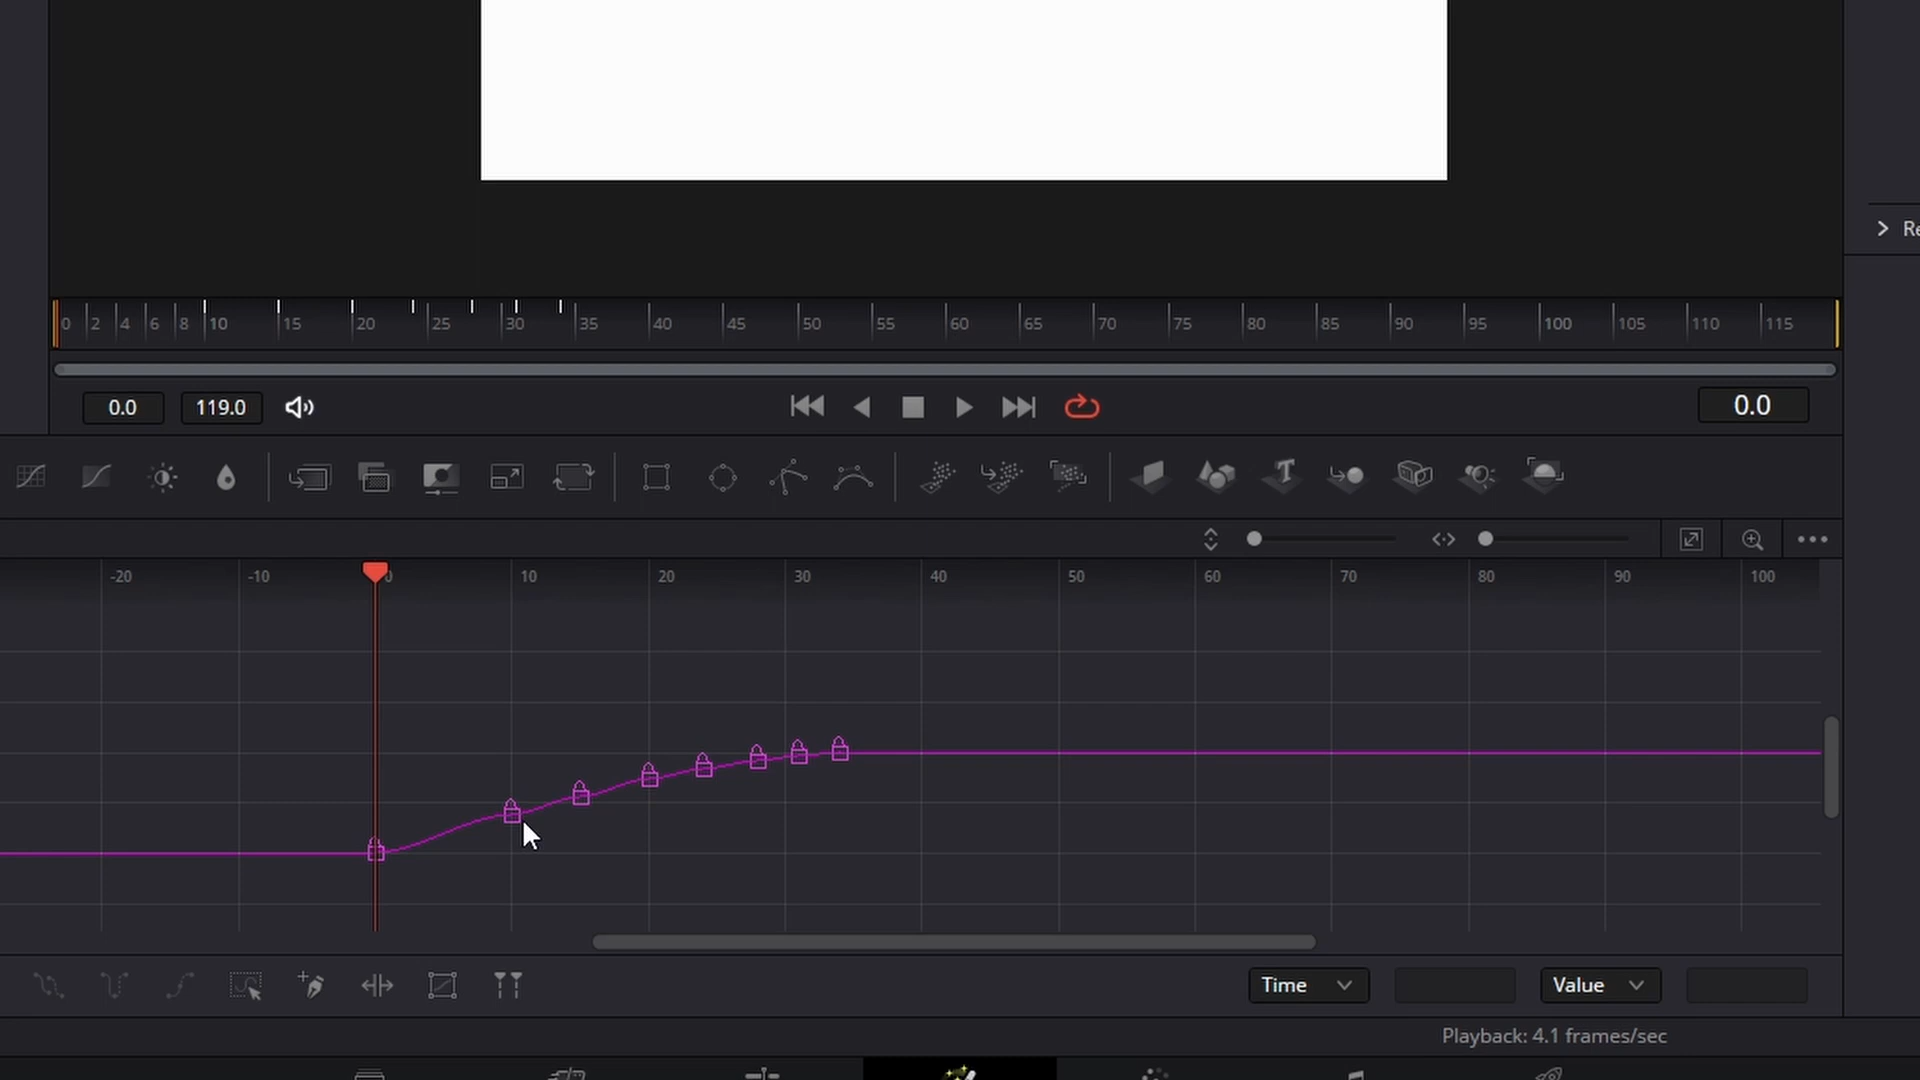 Re
0 2 4 6 8 10 15 20 25 30 35 40 45 50 55 60 65 70 75 80 85 90 95 100 105 110 115
0.0 119.0 0.0
-20 -10 0 10 20 30 40 50 60 70 80 90 100
Time Value
Playback: 4.1 frames/sec